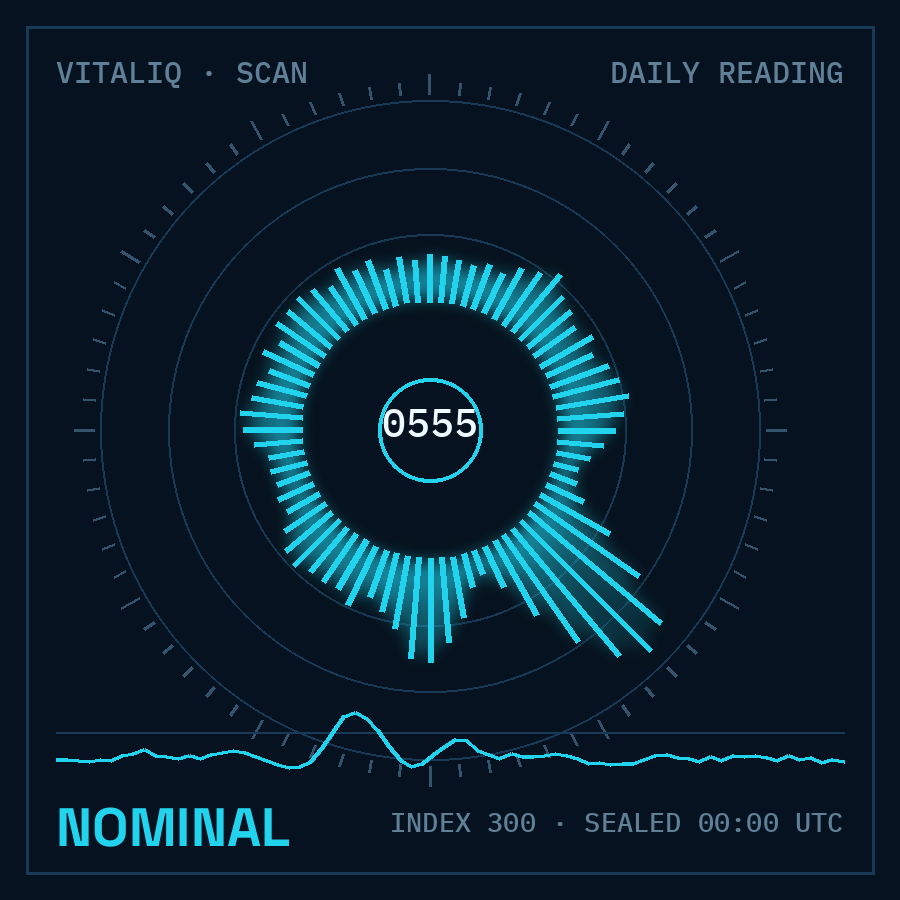 VITALIQ · SCAN
DAILY READING
0555
NOMINAL
INDEX 300 · SEALED 00:00 UTC